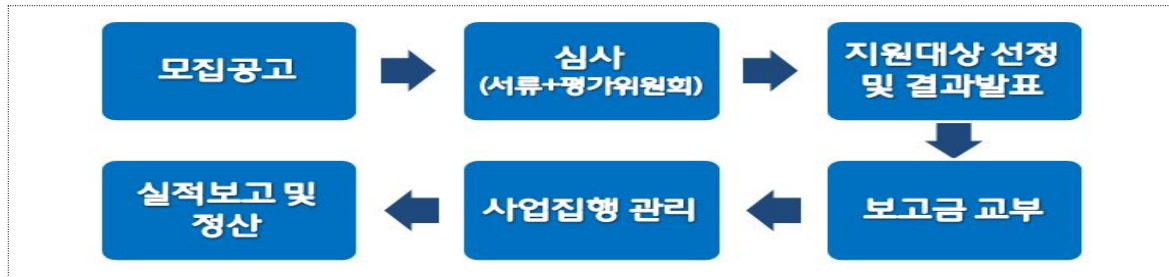 모집공고
심사
(서류+평가위원회)
지원대상 선정
및 결과발표
보고금 교부
사업집행 관리
실적보고 및
정산